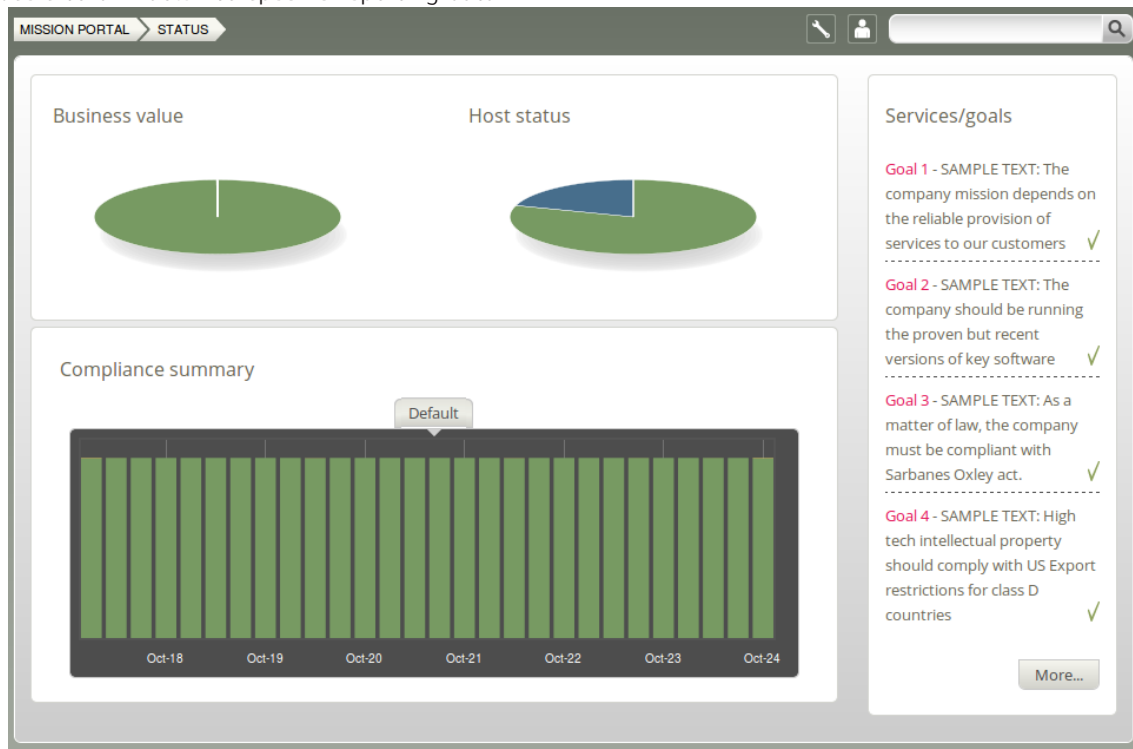 MISSION PORTAL
STATUS
Business value
Host status
Compliance summary
Default
Oct-18
Oct-19
Oct-20
Oct-21
Oct-22
Oct-23
Oct-24
Services/goals
Goal 1 - SAMPLE TEXT: The
company mission depends on
the reliable provision of
services to our customers
Goal 2 - SAMPLE TEXT: The
company should be running
the proven but recent
versions of key software
Goal 3 - SAMPLE TEXT: As a
matter of law, the company
must be compliant with
Sarbanes Oxley act.
Goal 4 - SAMPLE TEXT: High
tech intellectual property
should comply with US Export
restrictions for class D
countries
More...